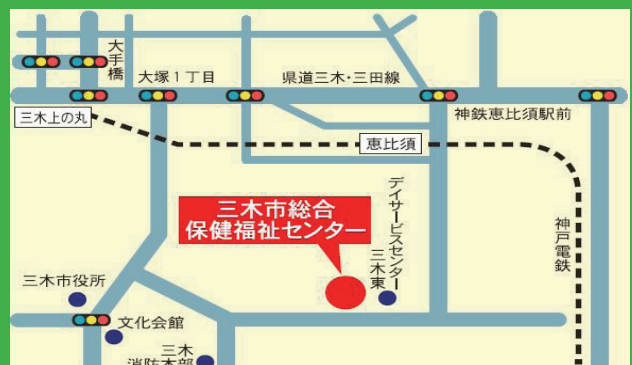 大手橋
大塚1丁目
県道三木・三田線
三木上の丸
神鉄恵比須駅前
恵比須
三木市総合
保健福祉センター
デイサービスセンター
三木東
神戸電鉄
三木市役所
文化会館
三木
消防本部